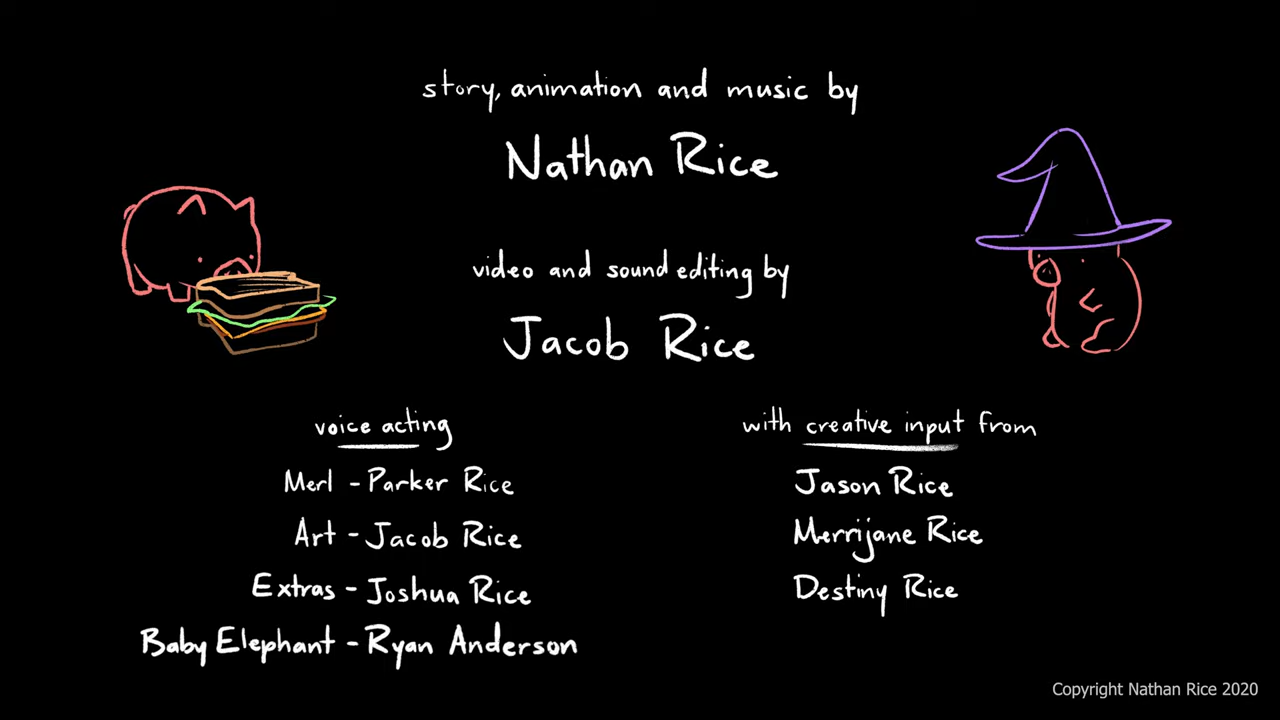 story, animation and music by
Nathan Rice
video and sound editing by
Jacob Rice
voice acting
Merl - Parker Rice
Art - Jacob Rice
Extras - Joshua Rice
Baby Elephant - Ryan Anderson
with creative input from
Jason Rice
Merrijane Rice
Destiny Rice
Copyright Nathan Rice 2020